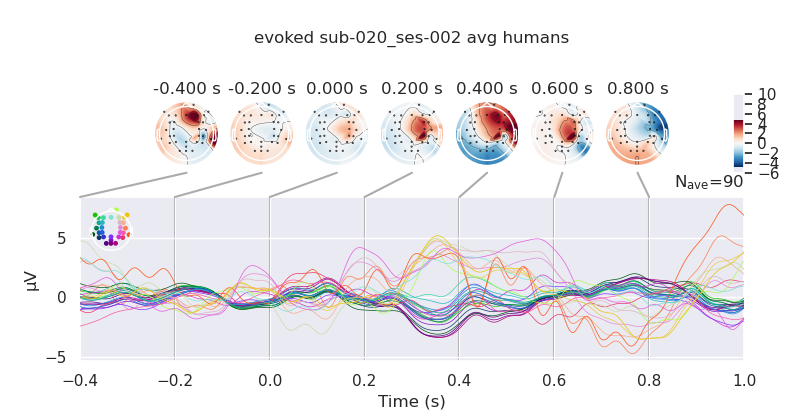 evoked sub-020_ses-002 avg humans
-0.400 s -0.200 s 0.000 s 0.200 s 0.400 s 0.600 s 0.800 s
10
8
6
4
2
0
−2
−4
−6
Nave=90
5
0
−5
µV
−0.4 −0.2 0.0 0.2 0.4 0.6 0.8 1.0
Time (s)